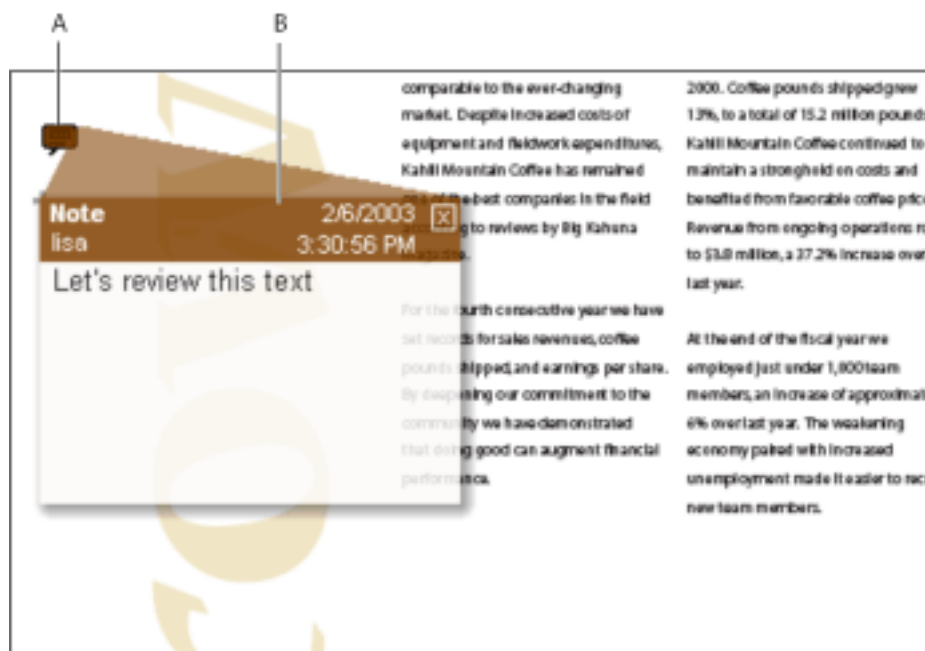 A B
Note 2/6/2003 X
lisa 3:30:56 PM
Let's review this text
comparable to the ever-changing
market. Despite increased costs of
equipment and fieldwork expenditures,
Kahili Mountain Coffee has remained
one of the best companies in the field
according to reviews by Big Kahuna
Magazine.
For the fourth consecutive year we have
set records for sales revenues, coffee
pounds shipped, and earnings per share.
By deepening our commitment to the
community we have demonstrated
that doing good can augment financial
performance.
2000. Coffee pounds shipped grew
13%, to a total of 15.2 million pounds
Kahili Mountain Coffee continued to
maintain a stronghold on costs and
benefited from favorable coffee price
Revenue from ongoing operations ro
to $3.8 million, a 37.2% increase over
last year.
At the end of the fiscal year we
employed just under 1,800 team
members, an increase of approximat
6% over last year. The weakening
economy paired with increased
unemployment made it easier to rec
new team members.